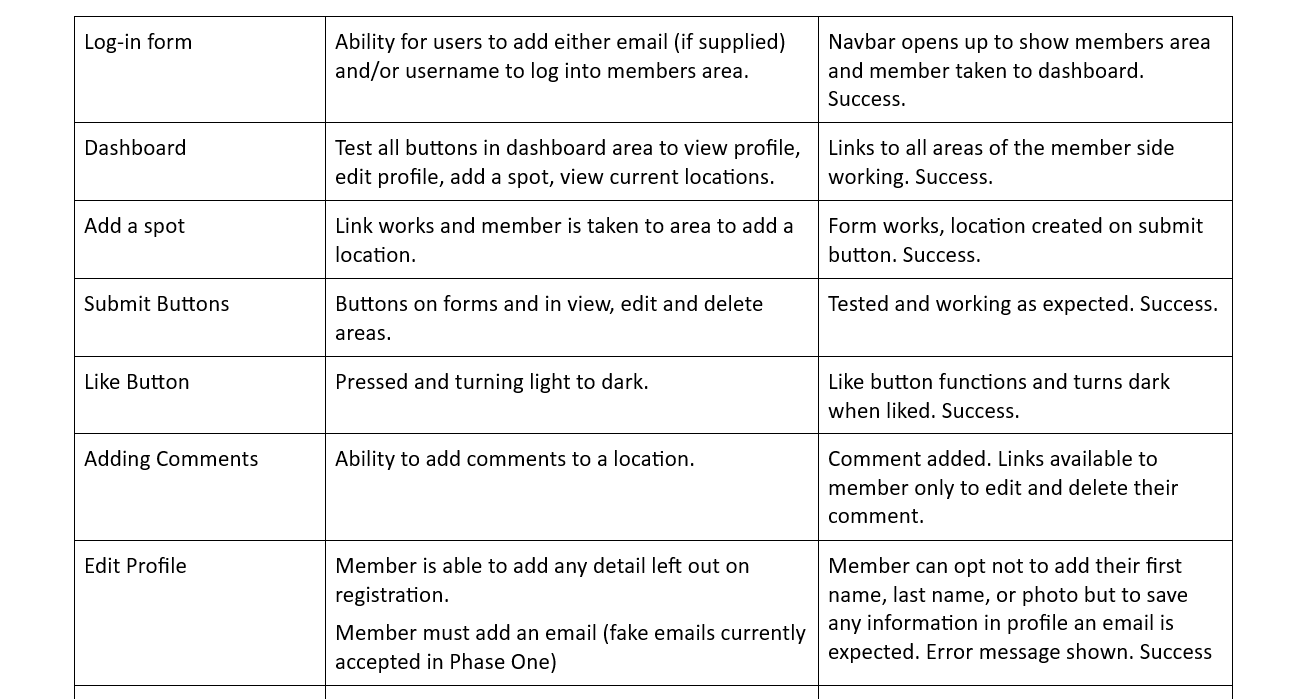 Log-in form
Ability for users to add either email (if supplied)
and/or username to log into members area.
Navbar opens up to show members area
and member taken to dashboard.
Success.
Dashboard
Test all buttons in dashboard area to view profile,
edit profile, add a spot, view current locations.
Links to all areas of the member side
working. Success.
Add a spot
Link works and member is taken to area to add a
location.
Form works, location created on submit
button. Success.
Submit Buttons
Buttons on forms and in view, edit and delete
areas.
Tested and working as expected. Success.
Like Button
Pressed and turning light to dark.
Like button functions and turns dark
when liked. Success.
Adding Comments
Ability to add comments to a location.
Comment added. Links available to
member only to edit and delete their
comment.
Edit Profile
Member is able to add any detail left out on
registration.
Member must add an email (fake emails currently
accepted in Phase One)
Member can opt not to add their first
name, last name, or photo but to save
any information in profile an email is
expected. Error message shown. Success